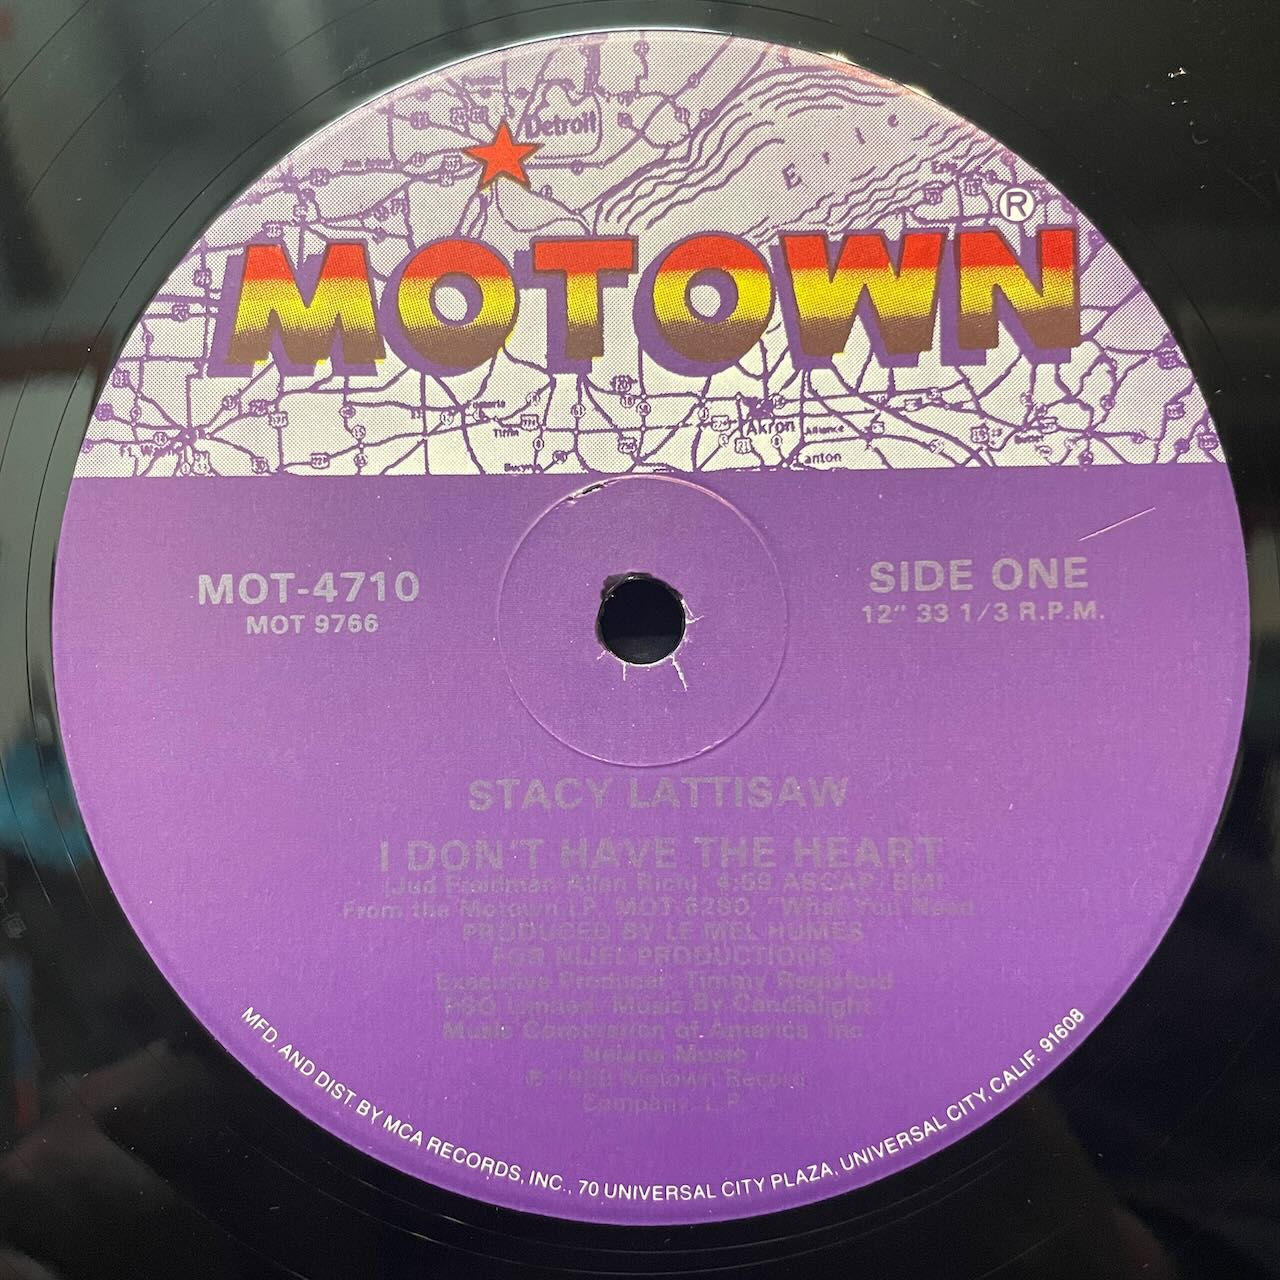 Detroit
Erie
®
MOTOWN
Tiffin
Akron
Alliance
Ft. Wayne
Canton
MOT-4710
MOT 9766
SIDE ONE
12" 33 1/3 R.P.M.
STACY LATTISAW
I DON'T HAVE THE HEART
(Jud Freidman Allan Rich) 4:59 ASCAP/BMI
From the Motown LP, MOT 6280, "What You Need
PRODUCED BY LE MEL HUMES
FOR NIJEL PRODUCTIONS
Executive Producer: Timmy Regisford
PSO Limited/Music By Candlelight
Music Corporation of America, Inc.
Nelana Music
Motown Record
Company, L.P.
MFD. AND DIST. BY MCA RECORDS, INC., 70 UNIVERSAL CITY PLAZA, UNIVERSAL CITY, CALIF. 91608